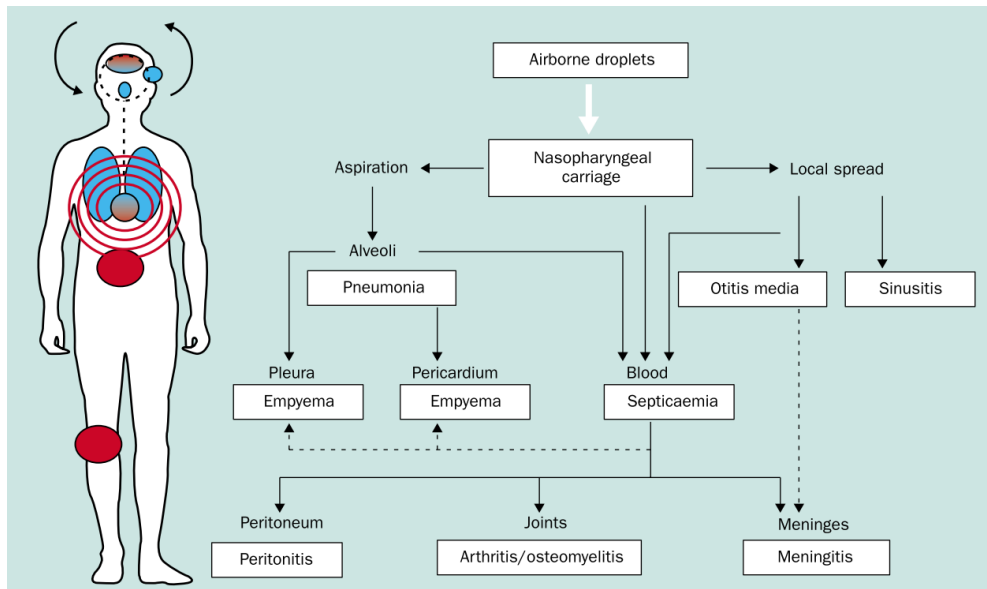 Airborne droplets
Nasopharyngeal
carriage
Aspiration
Local spread
Alveoli
Pneumonia
Otitis media
Sinusitis
Pleura
Pericardium
Blood
Empyema
Empyema
Septicaemia
Peritoneum
Joints
Meninges
Peritonitis
Arthritis/osteomyelitis
Meningitis